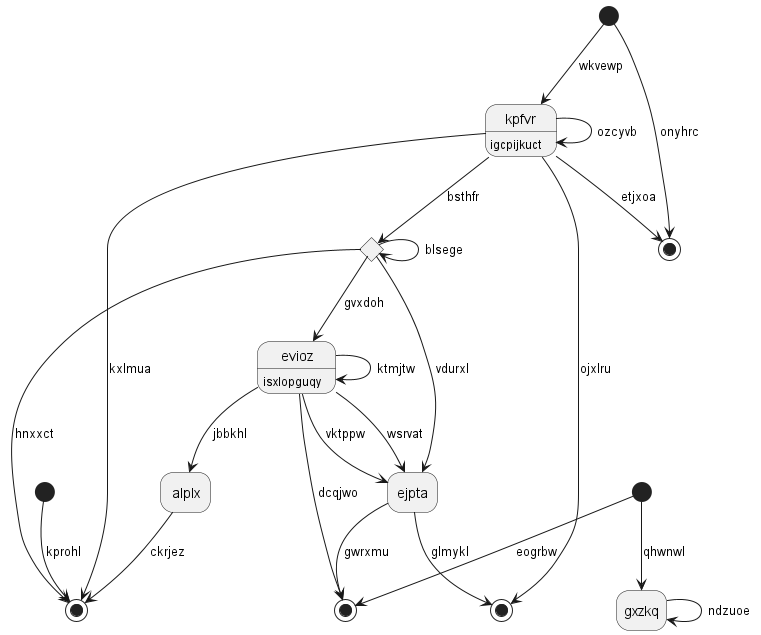 wkvewp
kpfvr
igcpijkuct
ozcyvb
onyhrc
bsthfr
etjxoa
blsege
gvxdoh
evioz
isxlopguqy
ktmjtw
kxlmua
vdurxl
ojxlru
hnxxct
jbbkhl
vktppw
wsrvat
alplx
dcqjwo
ejpta
kprohl
ckrjez
gwrxmu
glmykl
eogrbw
qhwnwl
gxzkq
ndzuoe